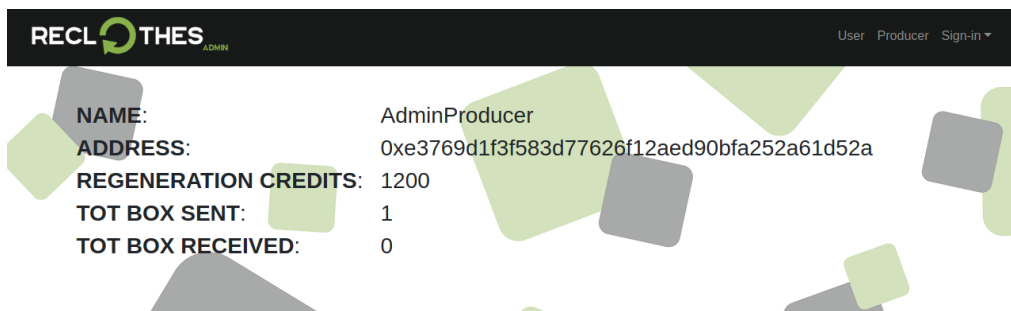 RECLOTHES ADMIN User Producer Sign-in
NAME: AdminProducer
ADDRESS: 0xe3769d1f3f583d77626f12aed90bfa252a61d52a
REGENERATION CREDITS: 1200
TOT BOX SENT: 1
TOT BOX RECEIVED: 0